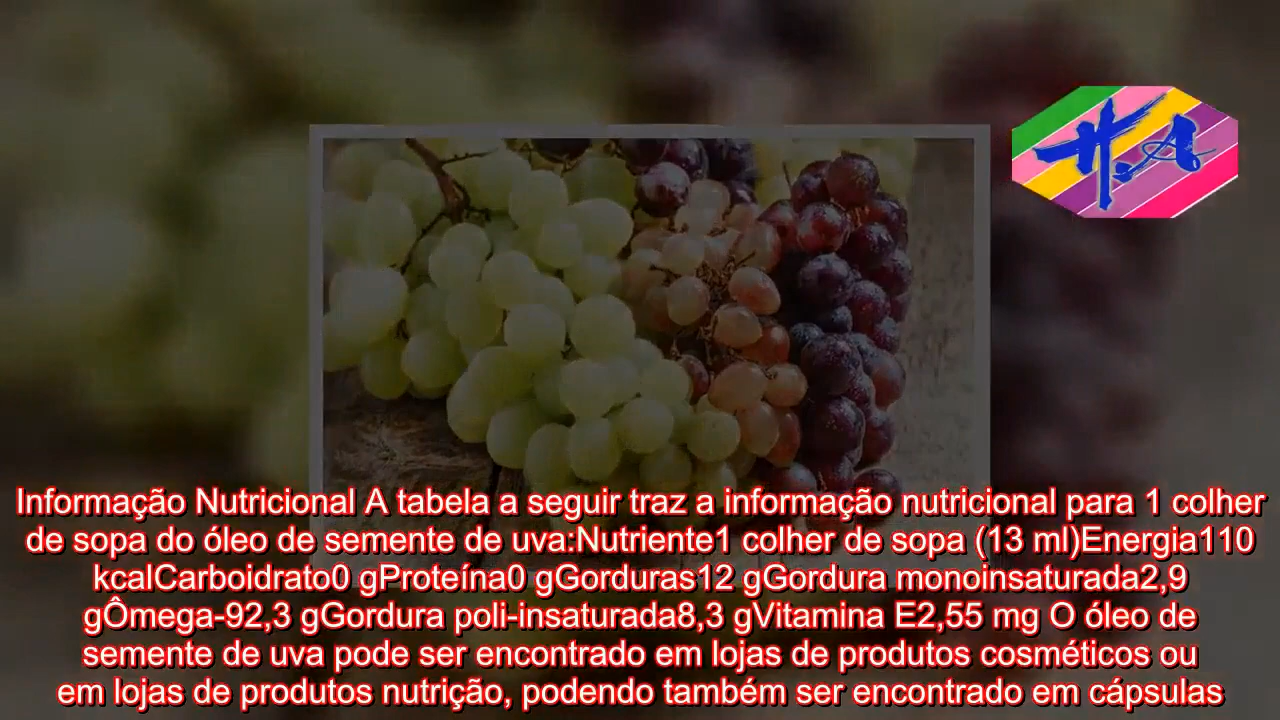 H.A
Informação Nutricional A tabela a seguir traz a informação nutricional para 1 colher
de sopa do óleo de semente de uva:Nutriente1 colher de sopa (13 ml)Energia110
kcalCarboidrato0 gProteína0 gGorduras12 gGordura monoinsaturada2,9
gÔmega-92,3 gGordura poli-insaturada8,3 gVitamina E2,55 mg O óleo de
semente de uva pode ser encontrado em lojas de produtos cosméticos ou
em lojas de produtos nutrição, podendo também ser encontrado em cápsulas